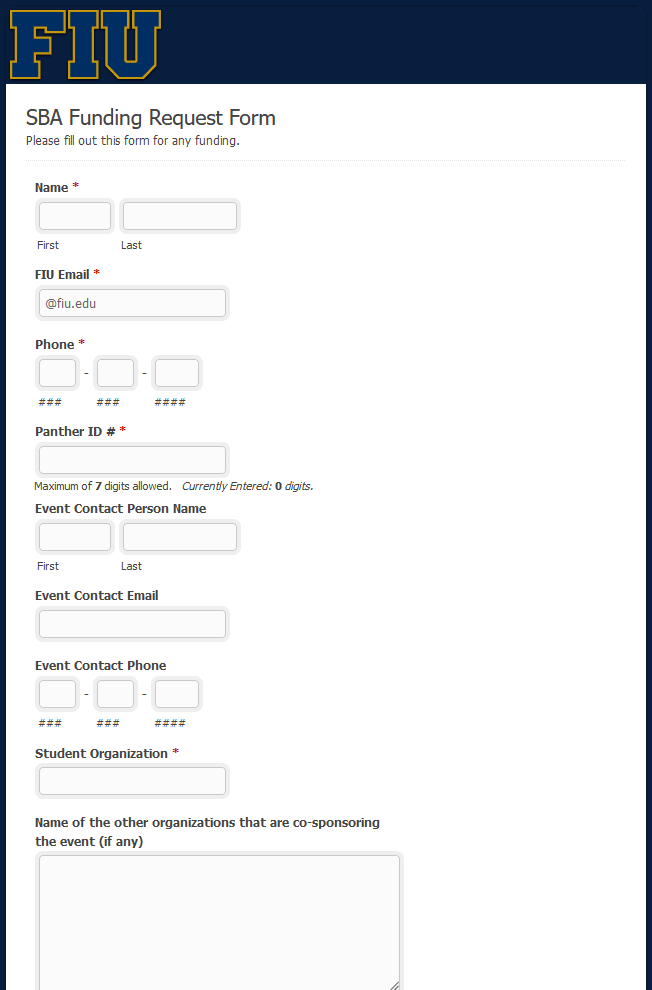 FIU
SBA Funding Request Form
Please fill out this form for any funding.
Name *
First Last
FIU Email *
@fiu.edu
Phone *
- -
### ### ####
Panther ID # *
Maximum of 7 digits allowed. Currently Entered: 0 digits.
Event Contact Person Name
First Last
Event Contact Email
Event Contact Phone
- -
### ### ####
Student Organization *
Name of the other organizations that are co-sponsoring
the event (if any)